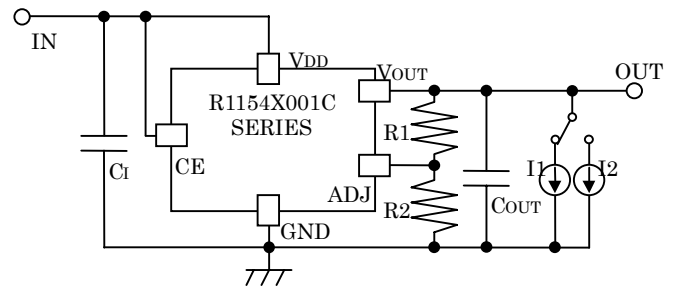 IN
VDD
VOUT
OUT
R1154X001C
SERIES
R1
I1
I2
CI
CE
ADJ
R2
COUT
GND